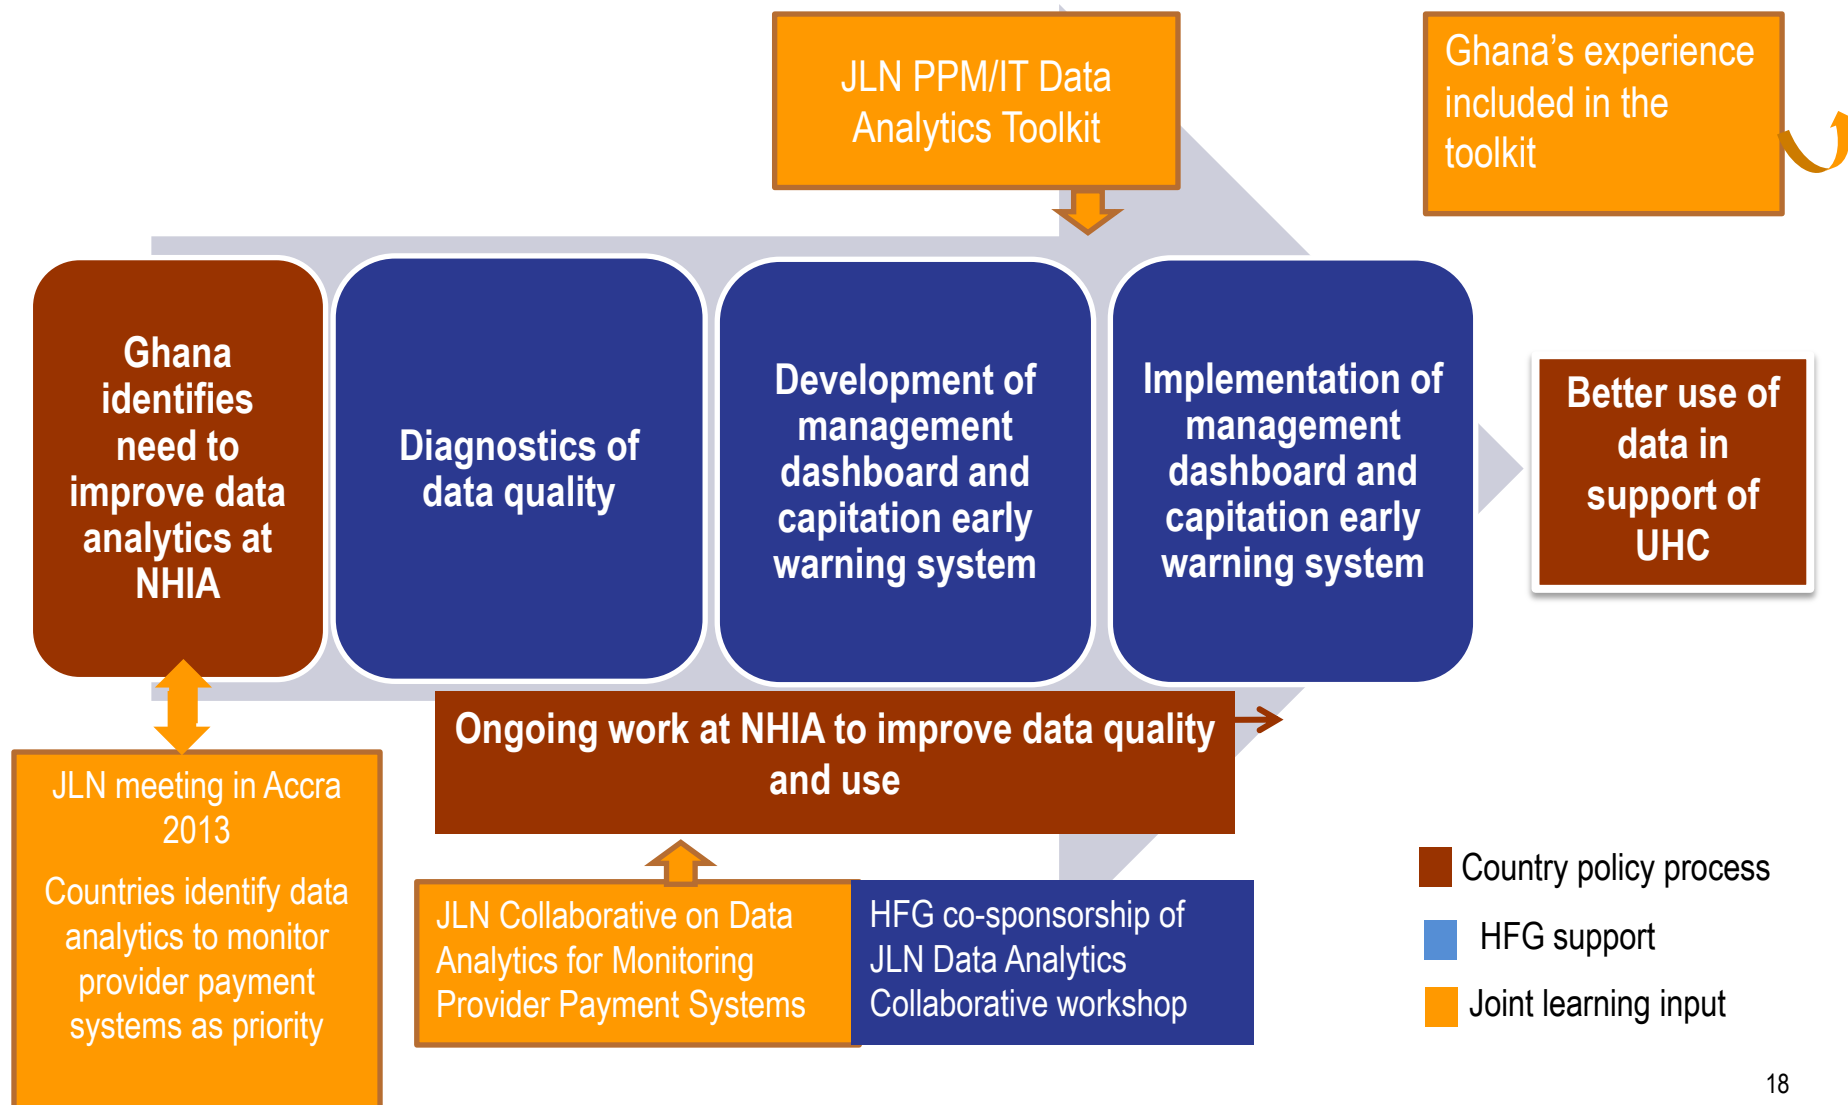 JLN PPM/IT Data
Analytics Toolkit
Ghana’s experience
included in the
toolkit
Ghana
identifies
need to
improve data
analytics at
NHIA
Diagnostics of
data quality
Development of
management
dashboard and
capitation early
warning system
Implementation of
management
dashboard and
capitation early
warning system
Better use of
data in
support of
UHC
Ongoing work at NHIA to improve data quality
and use
JLN meeting in Accra
2013
Countries identify data
analytics to monitor
provider payment
systems as priority
JLN Collaborative on Data
Analytics for Monitoring
Provider Payment Systems
HFG co-sponsorship of
JLN Data Analytics
Collaborative workshop
Country policy process
HFG support
Joint learning input
18